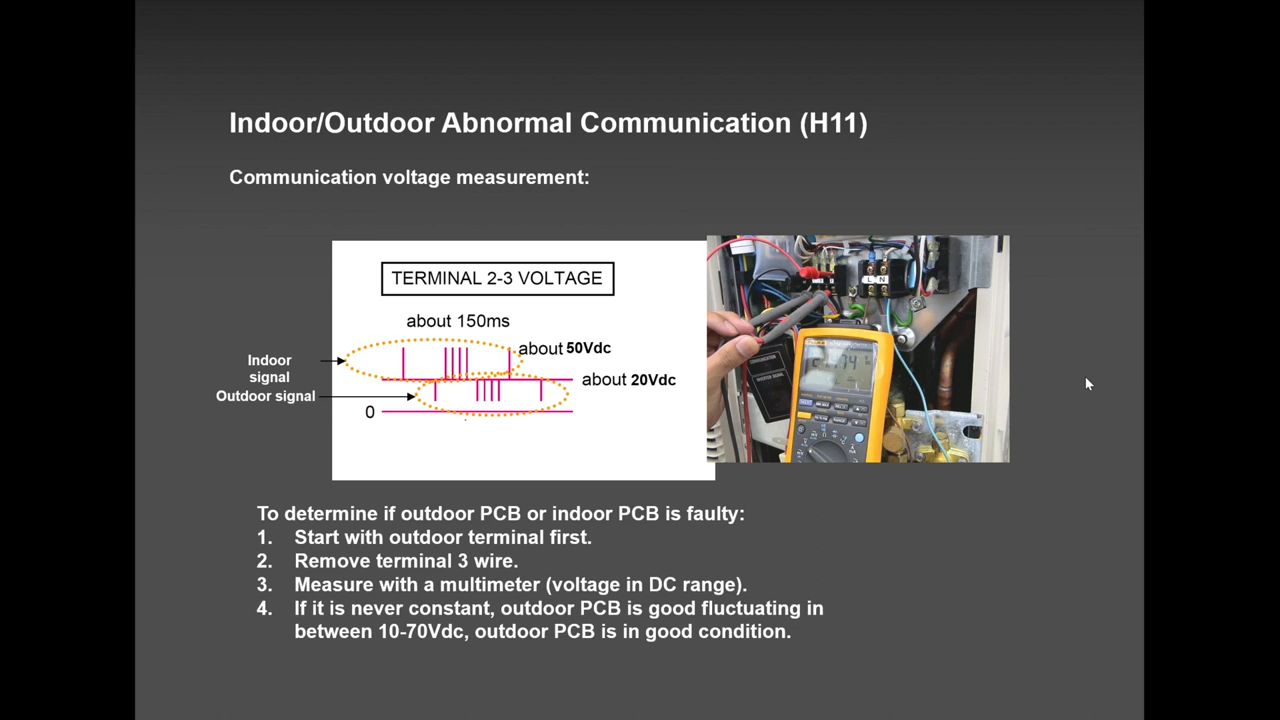 Indoor/Outdoor Abnormal Communication (H11)
Communication voltage measurement:
TERMINAL 2-3 VOLTAGE
about 150ms
about 50Vdc
Indoor
signal
about 20Vdc
Outdoor signal
0
L N
To determine if outdoor PCB or indoor PCB is faulty:
1. Start with outdoor terminal first.
2. Remove terminal 3 wire.
3. Measure with a multimeter (voltage in DC range).
4. If it is never constant, outdoor PCB is good fluctuating in
between 10-70Vdc, outdoor PCB is in good condition.